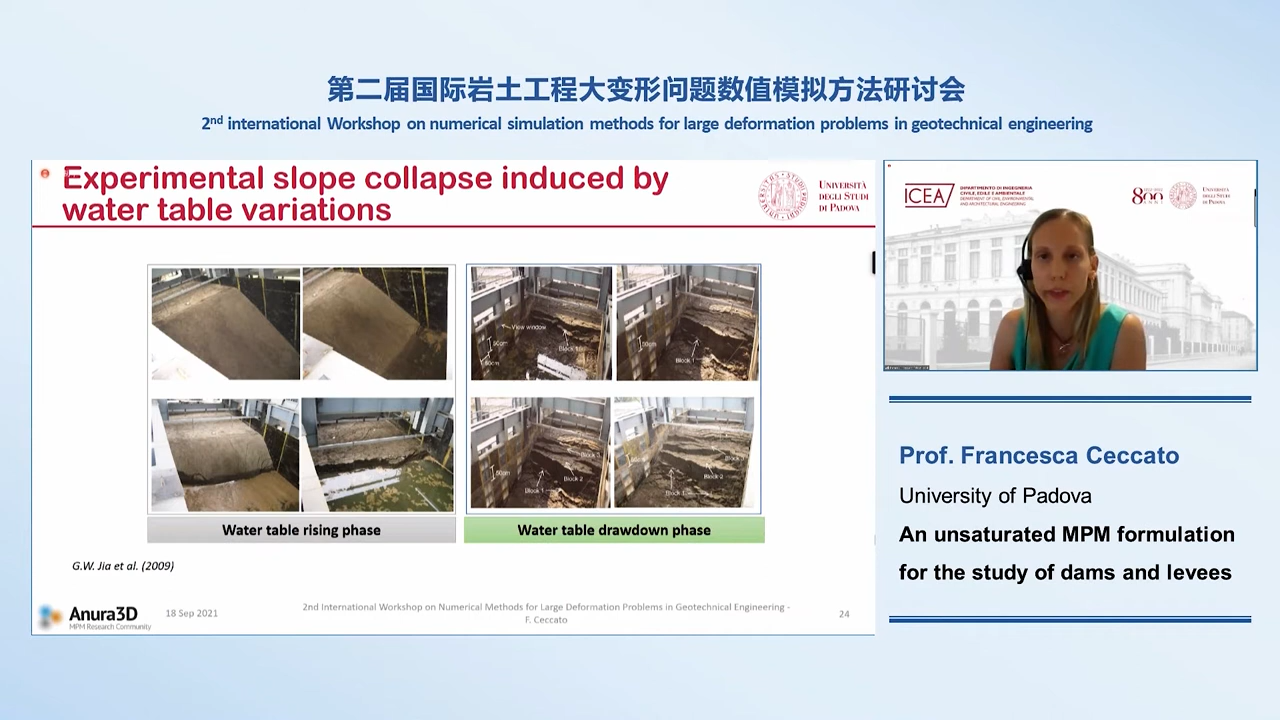 第二届国际岩土工程大变形问题数值模拟方法研讨会
2nd international Workshop on numerical simulation methods for large deformation problems in geotechnical engineering
Experimental slope collapse induced by
water table variations
UNIVERSITÀ
DEGLI STUDI
DI PADOVA
View window
50cm
Block 1
Block 1
50cm
Block 2
Block 1
Block 2
Water table rising phase
Water table drawdown phase
G.W. Jia et al. (2009)
Anura3D
MPM Research Community
18 Sep 2021
2nd International Workshop on Numerical Methods for Large Deformation Problems in Geotechnical Engineering -
F. Ceccato
24
ICEA
DIPARTIMENTO DI INGEGNERIA
CIVILE, EDILE E AMBIENTALE
DEPARTMENT OF CIVIL, ENVIRONMENTAL
AND ARCHITECTURAL ENGINEERING
800
ANNI
UNIVERSITÀ
DEGLI STUDI
DI PADOVA
Prof. Francesca Ceccato
University of Padova
An unsaturated MPM formulation
for the study of dams and levees